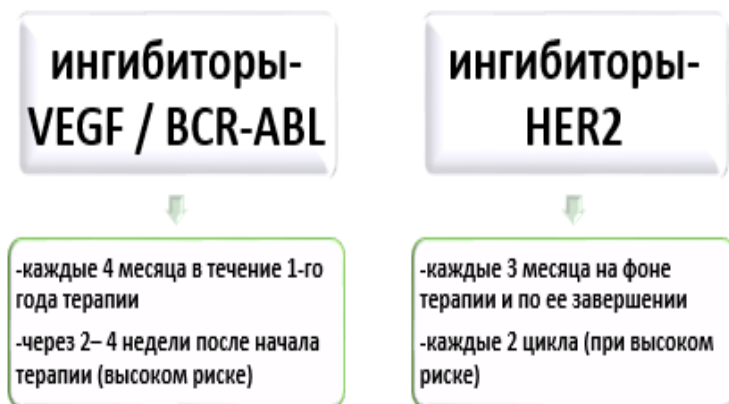 ингибиторы-
VEGF / BCR-ABL
-каждые 4 месяца в течение 1-го
года терапии
-через 2– 4 недели после начала
терапии (высоком риске)
ингибиторы-
HER2
-каждые 3 месяца на фоне
терапии и по ее завершении
-каждые 2 цикла (при высоком
риске)